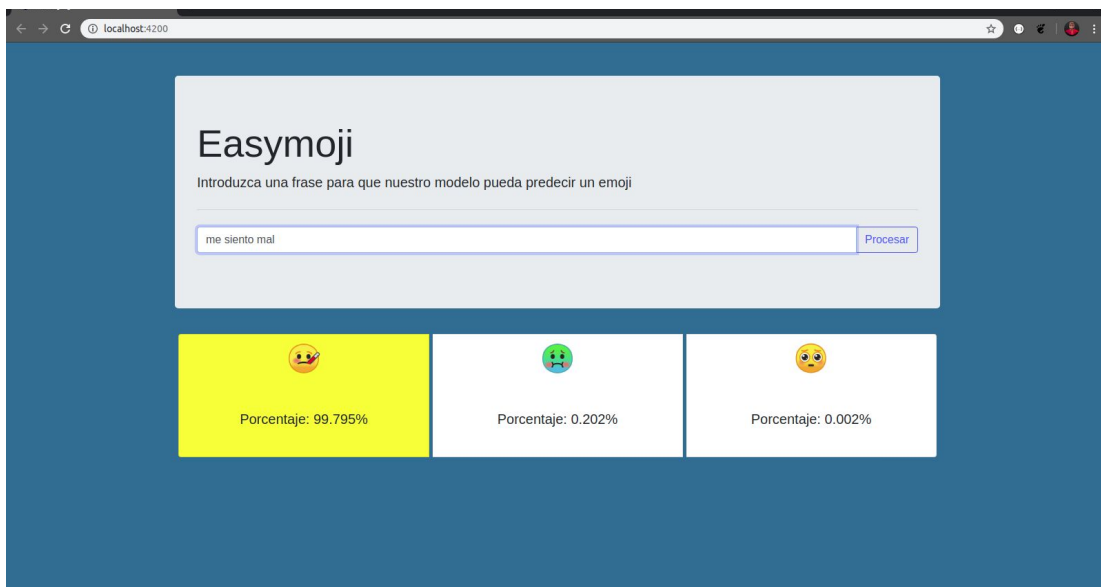 localhost:4200
Easymoji
Introduzca una frase para que nuestro modelo pueda predecir un emoji
me siento mal Procesar
Porcentaje: 99.795% Porcentaje: 0.202% Porcentaje: 0.002%